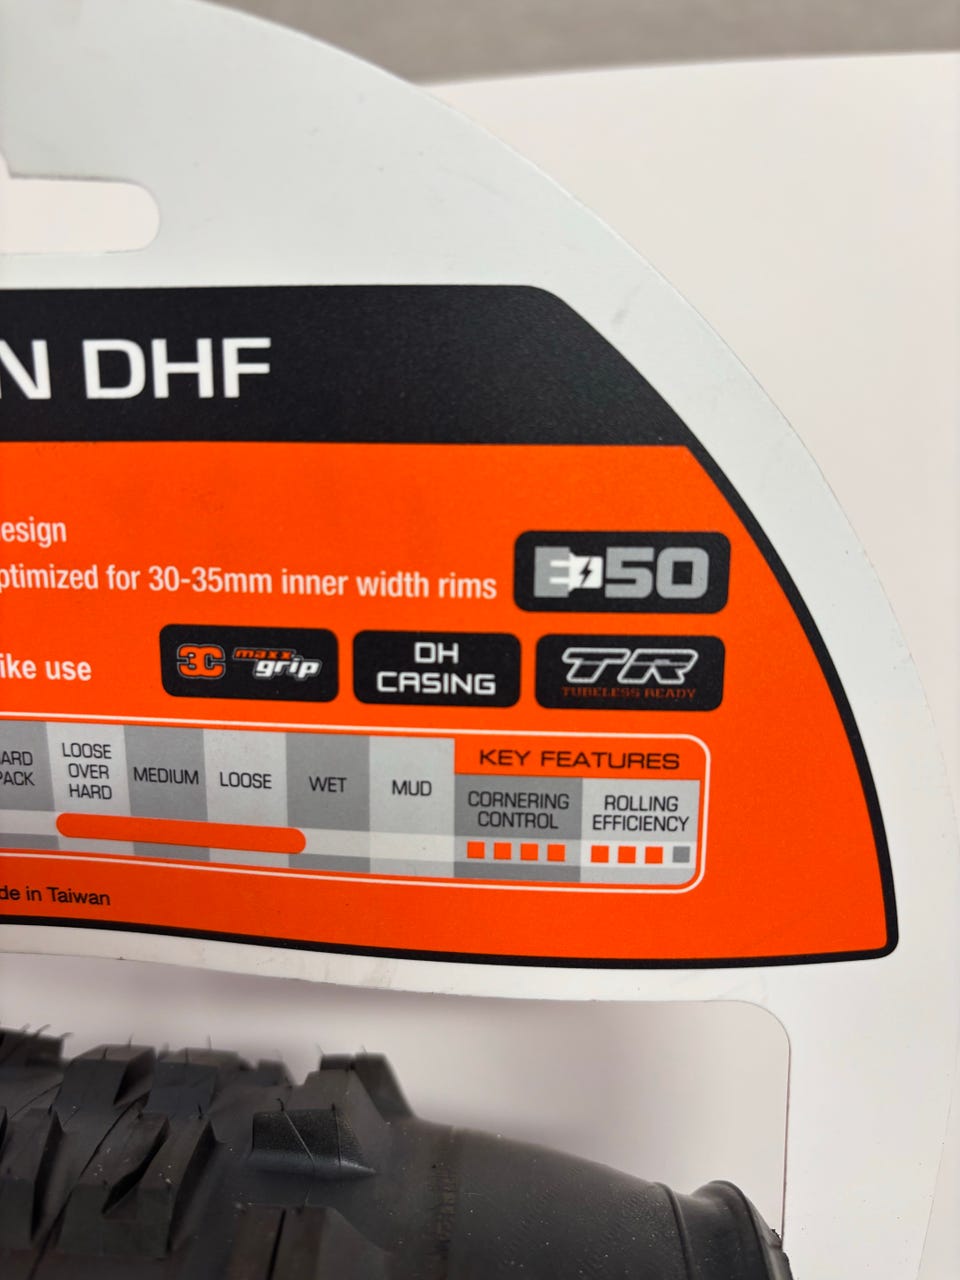 N DHF
esign
ptimized for 30-35mm inner width rims
E 50
ike use
3C maxx grip
DH
CASING
TR
TUBELESS READY
ARD
PACK
LOOSE
OVER
HARD
MEDIUM
LOOSE
WET
MUD
KEY FEATURES
CORNERING
CONTROL
ROLLING
EFFICIENCY
de in Taiwan